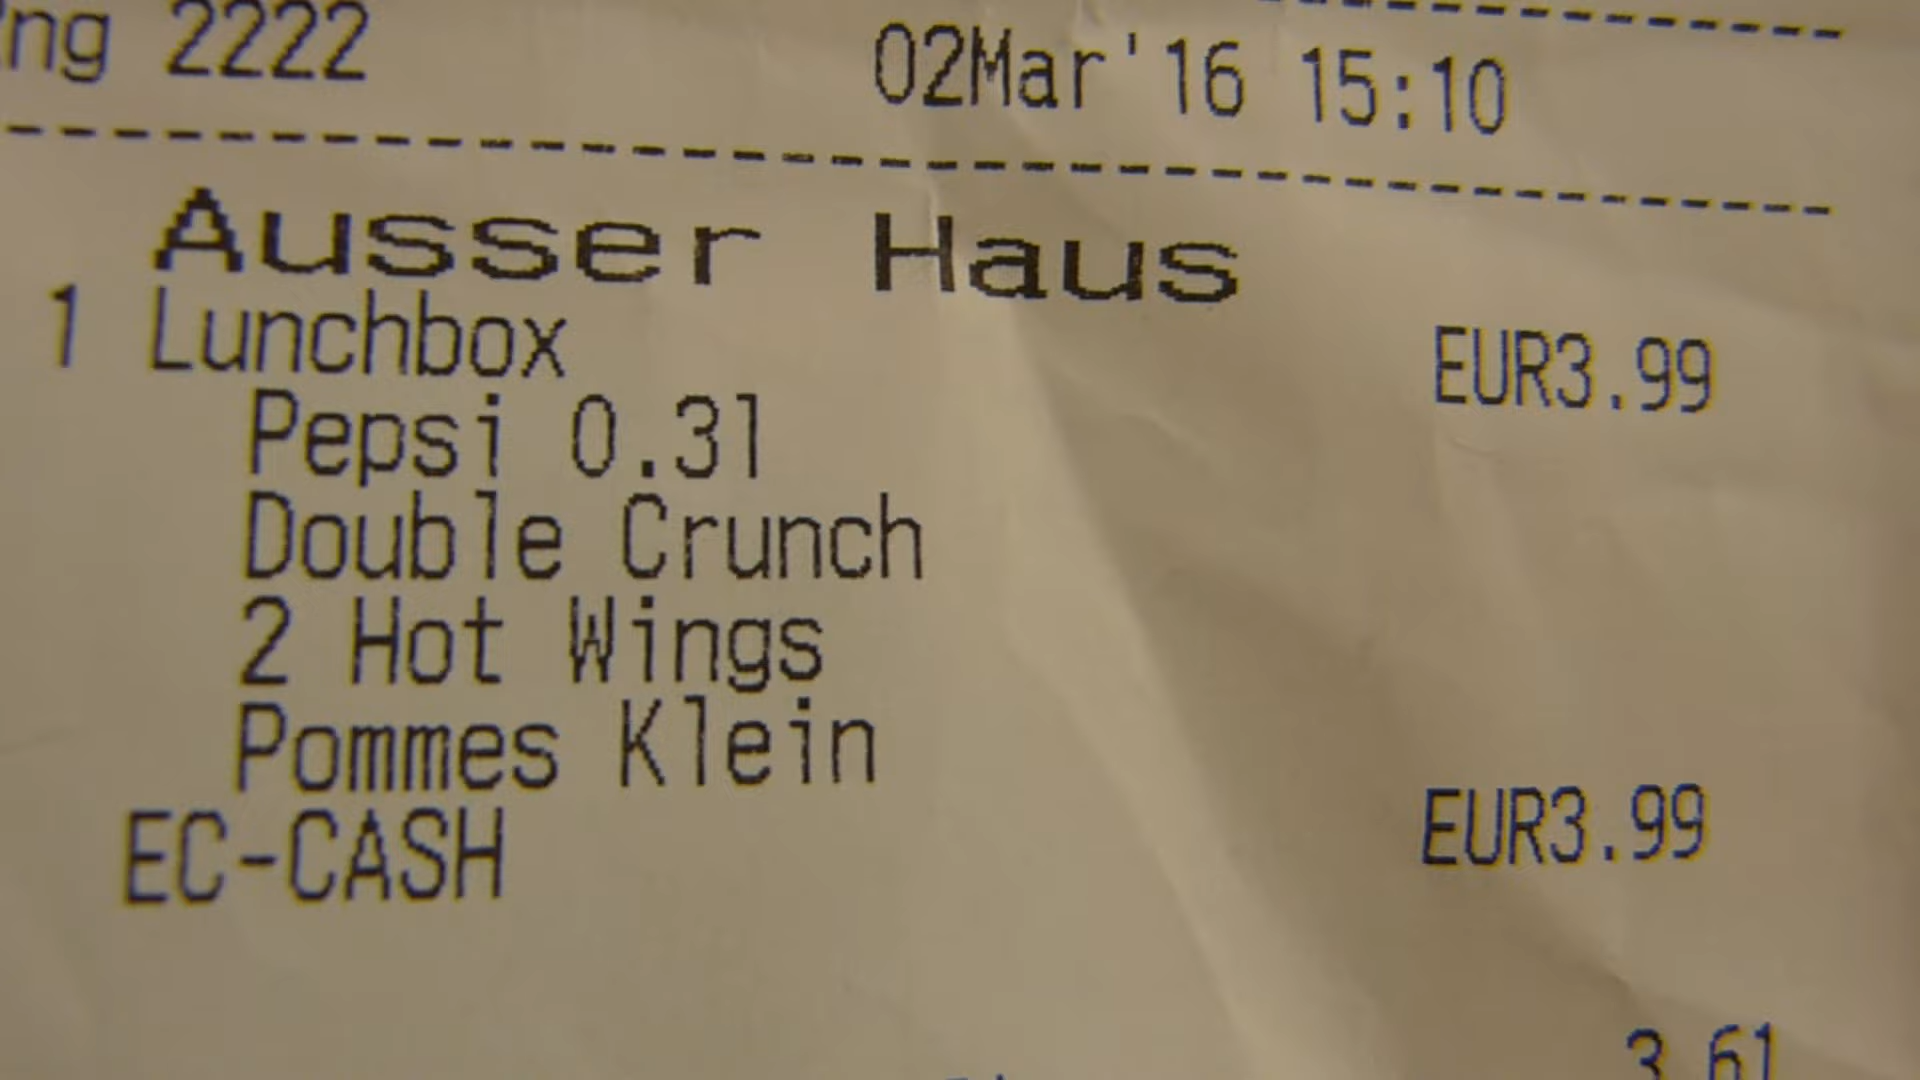 Rng 2222 02Mar'16 15:10
Ausser Haus
1 Lunchbox EUR3.99
Pepsi 0.3l
Double Crunch
2 Hot Wings
Pommes Klein
EC-CASH EUR3.99
3.61